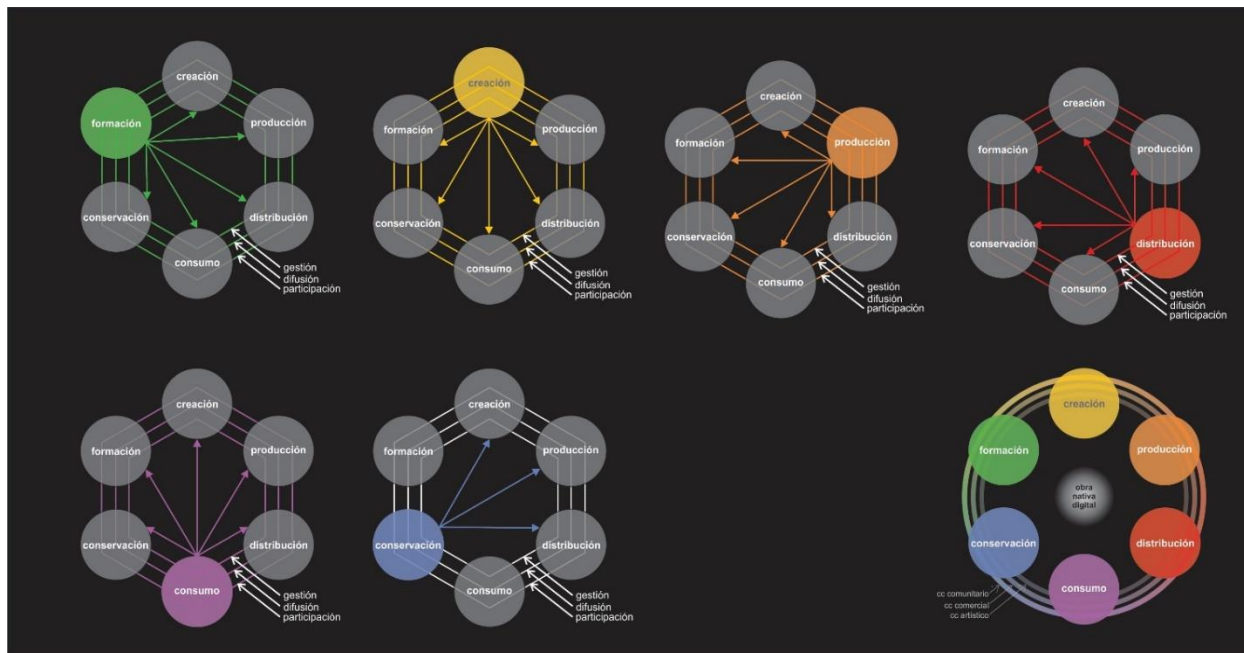 creación
formación
producción
conservación
distribución
consumo
gestión
difusión
participación
creación
formación
producción
conservación
distribución
consumo
gestión
difusión
participación
creación
formación
producción
conservación
distribución
consumo
gestión
difusión
participación
creación
formación
producción
conservación
distribución
consumo
gestión
difusión
participación
creación
formación
producción
conservación
distribución
consumo
gestión
difusión
participación
creación
formación
producción
conservación
distribución
consumo
gestión
difusión
participación
creación
formación
producción
obra
nativa
digital
conservación
distribución
consumo
cc comunitario
cc comercial
cc artístico